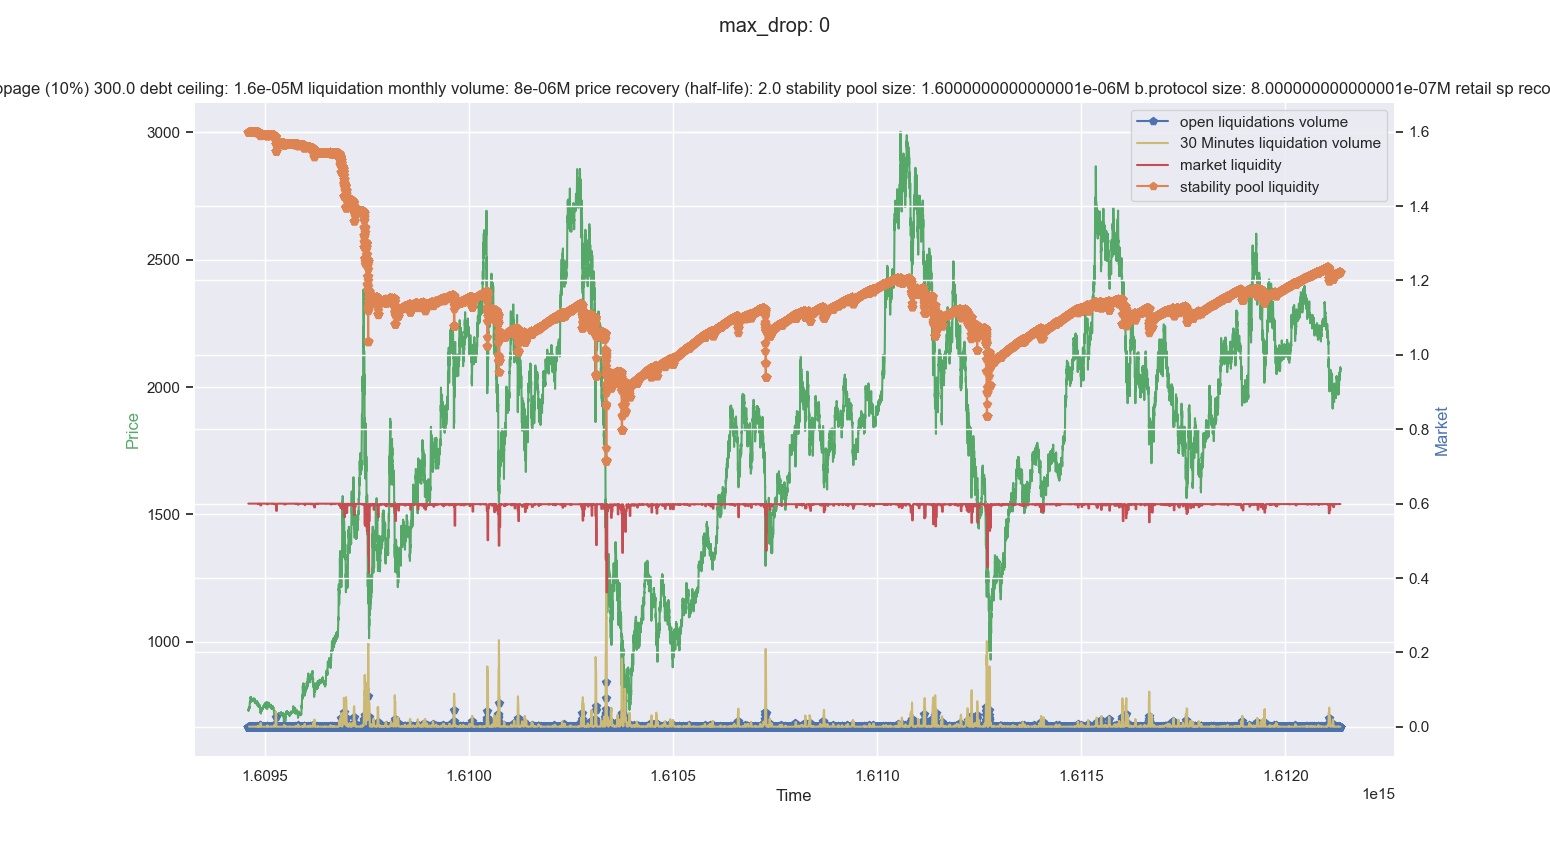 max_drop: 0
opage (10%) 300.0 debt ceiling: 1.6e-05M liquidation monthly volume: 8e-06M price recovery (half-life): 2.0 stability pool size: 1.6000000000000001e-06M b.protocol size: 8.000000000000001e-07M retail sp reco
open liquidations volume
30 Minutes liquidation volume
market liquidity
stability pool liquidity
3000
2500
2000
1500
1000
Price
1.6
1.4
1.2
1.0
0.8
0.6
0.4
0.2
0.0
Market
1.6095 1.6100 1.6105 1.6110 1.6115 1.6120
1e15
Time